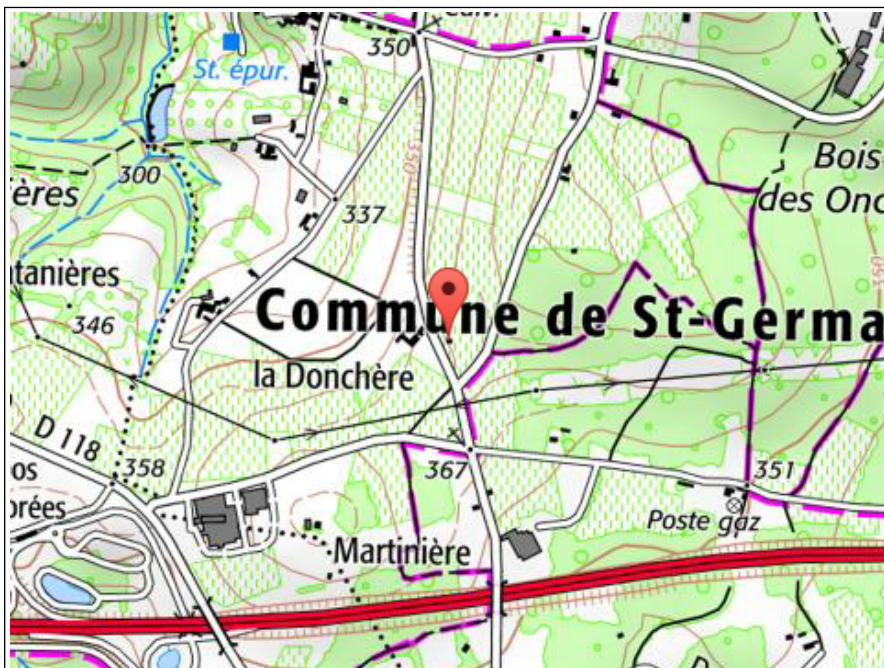 350
St. épur.
300
Bois
des Onc
ères
337
350
tanières
346
Commune de St-Germa
350
la Donchère
D 118
358
367
351
os
orées
Poste gaz
Martinière